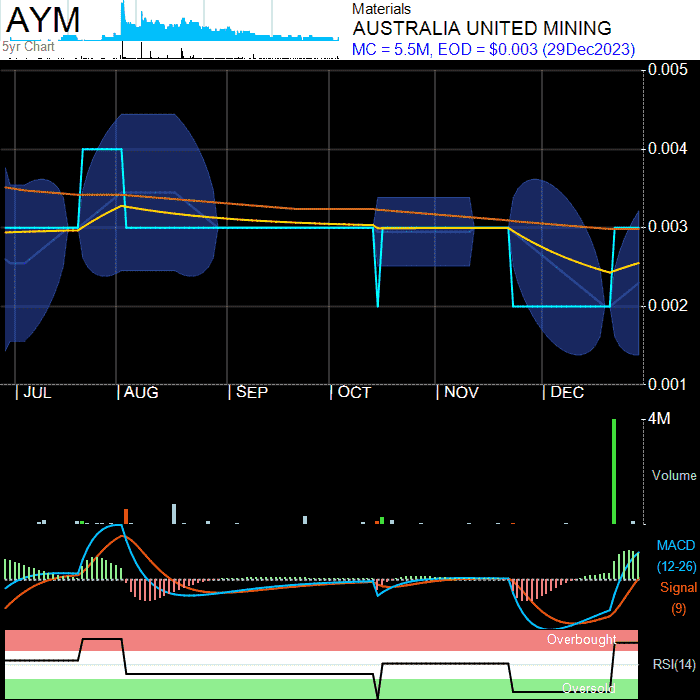 AYM
5yr Chart
Materials
AUSTRALIA UNITED MINING
MC = 5.5M, EOD = $0.003 (29Dec2023)
0.005
0.004
0.003
0.002
0.001
JUL AUG SEP OCT NOV DEC
4M
Volume
MACD
(12-26)
Signal
(9)
Overbought
RSI(14)
Oversold